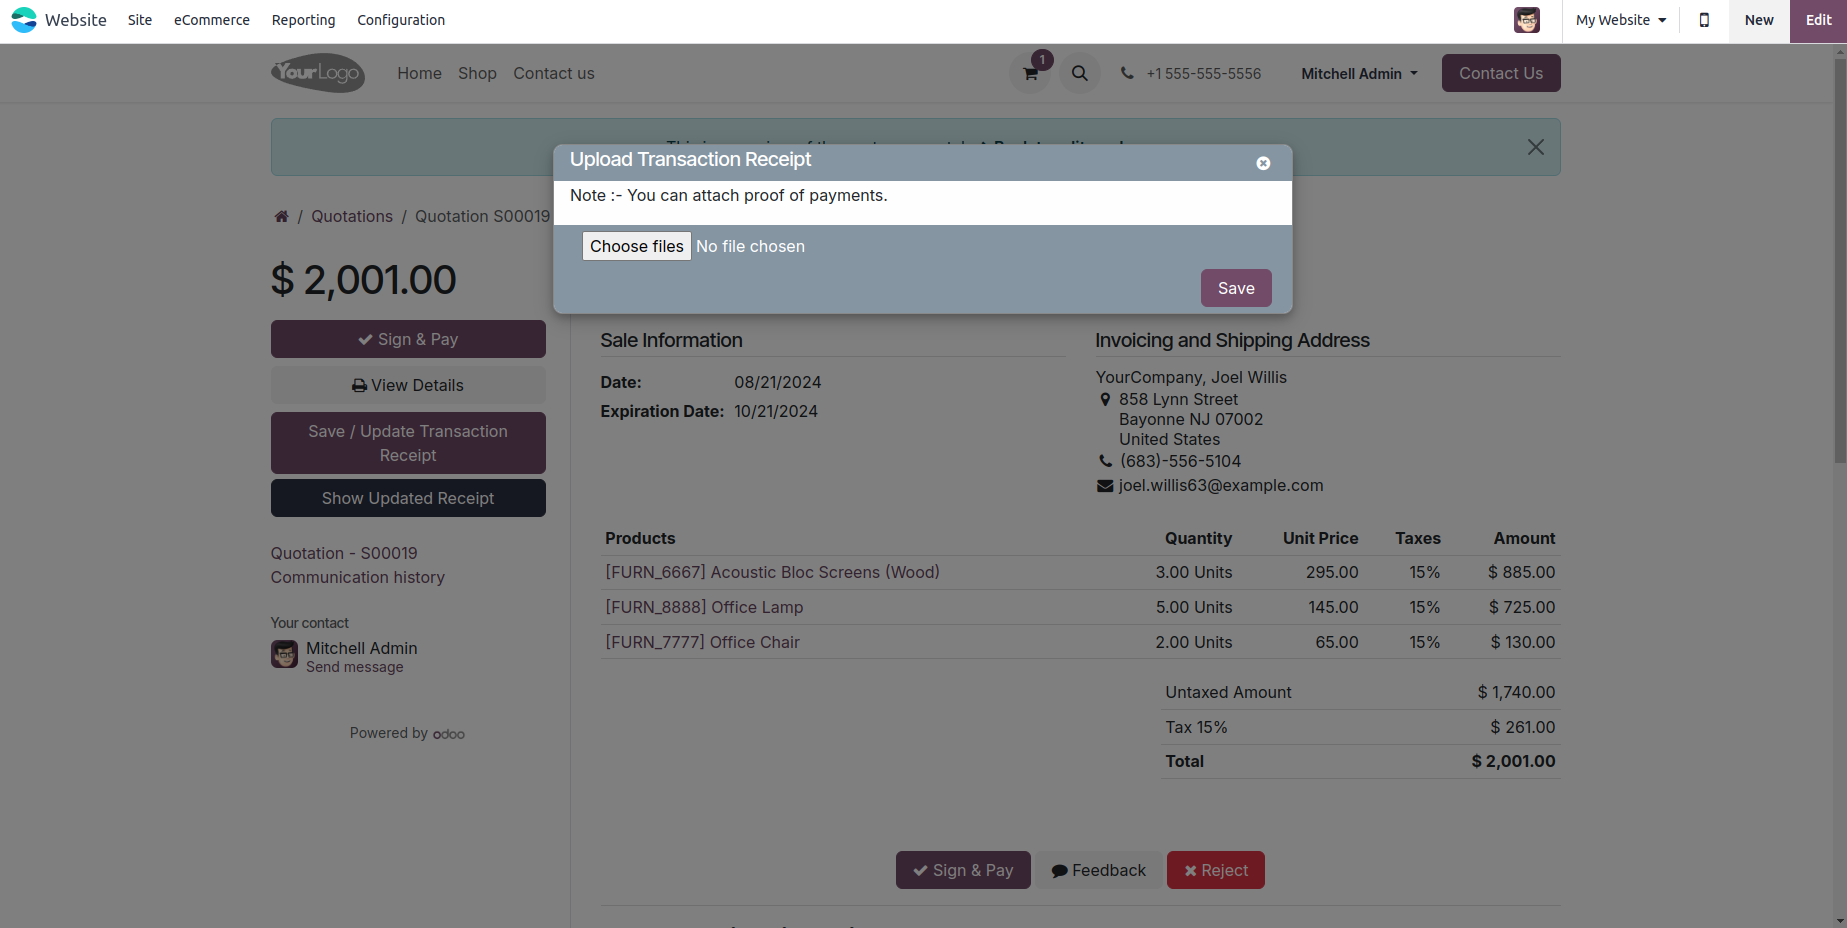 Website Site eCommerce Reporting Configuration My Website New Edit
YourLogo Home Shop Contact us 1 +1 555-555-5556 Mitchell Admin Contact Us
Upload Transaction Receipt
Note :- You can attach proof of payments.
Choose files No file chosen
Save
/ Quotations / Quotation S00019
$ 2,001.00
Sign & Pay
View Details
Save / Update Transaction
Receipt
Show Updated Receipt
Quotation - S00019
Communication history
Your contact
Mitchell Admin
Send message
Powered by odoo
Sale Information
Date: 08/21/2024
Expiration Date: 10/21/2024
Invoicing and Shipping Address
YourCompany, Joel Willis
858 Lynn Street
Bayonne NJ 07002
United States
(683)-556-5104
joel.willis63@example.com
Products Quantity Unit Price Taxes Amount
[FURN_6667] Acoustic Bloc Screens (Wood) 3.00 Units 295.00 15% $ 885.00
[FURN_8888] Office Lamp 5.00 Units 145.00 15% $ 725.00
[FURN_7777] Office Chair 2.00 Units 65.00 15% $ 130.00
Untaxed Amount $ 1,740.00
Tax 15% $ 261.00
Total $ 2,001.00
Sign & Pay Feedback Reject